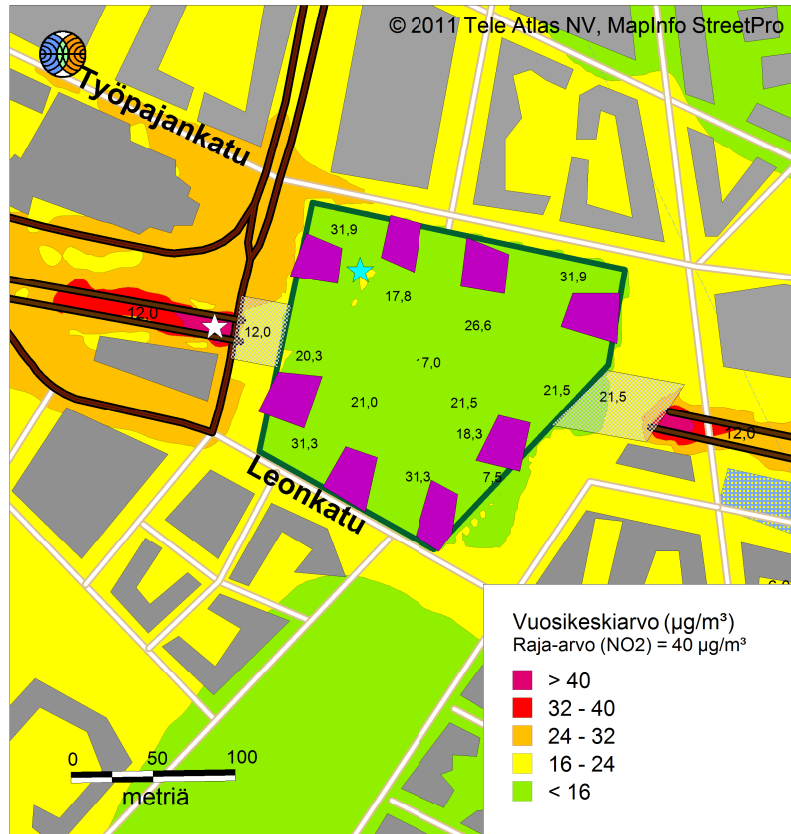 © 2011 Tele Atlas NV, MapInfo StreetPro
Työpajankatu
31,9
31,9
17,8
12,0
12,0
26,6
20,3
17,0
21,5
21,5
21,0
21,5
18,3
12,0
31,3
31,3
7,5
Leonkatu
Vuosikeskiarvo (µg/m³)
Raja-arvo (NO2) = 40 µg/m³
> 40
32 - 40
24 - 32
16 - 24
< 16
0 50 100
metriä